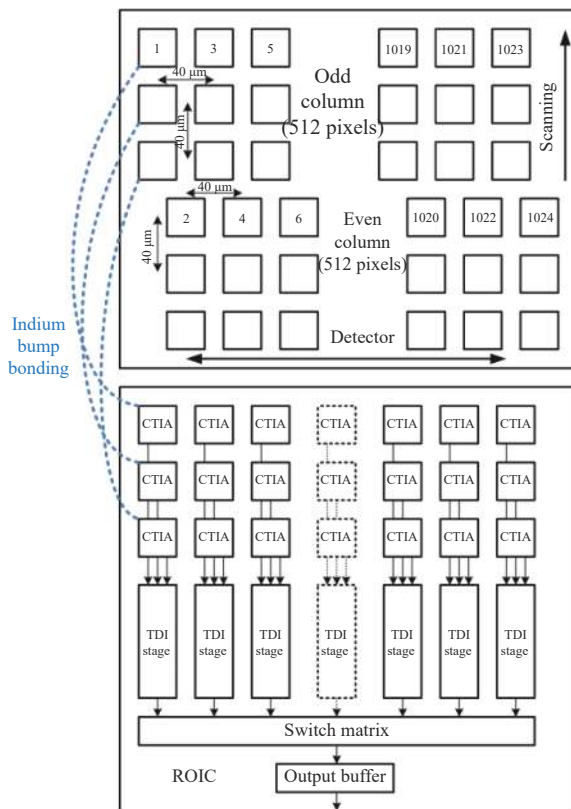 1 3 5 1019 1021 1023
40 μm
Odd
column
(512 pixels)
40 μm
Scanning
40 μm
2 4 6 1020 1022 1024
Even
column
(512 pixels)
40 μm
Detector
Indium
bump
bonding
CTIA CTIA CTIA CTIA CTIA CTIA CTIA
CTIA CTIA CTIA CTIA CTIA CTIA CTIA
CTIA CTIA CTIA CTIA CTIA CTIA CTIA
TDI TDI TDI TDI TDI TDI TDI
stage stage stage stage stage stage stage
Switch matrix
ROIC
Output buffer